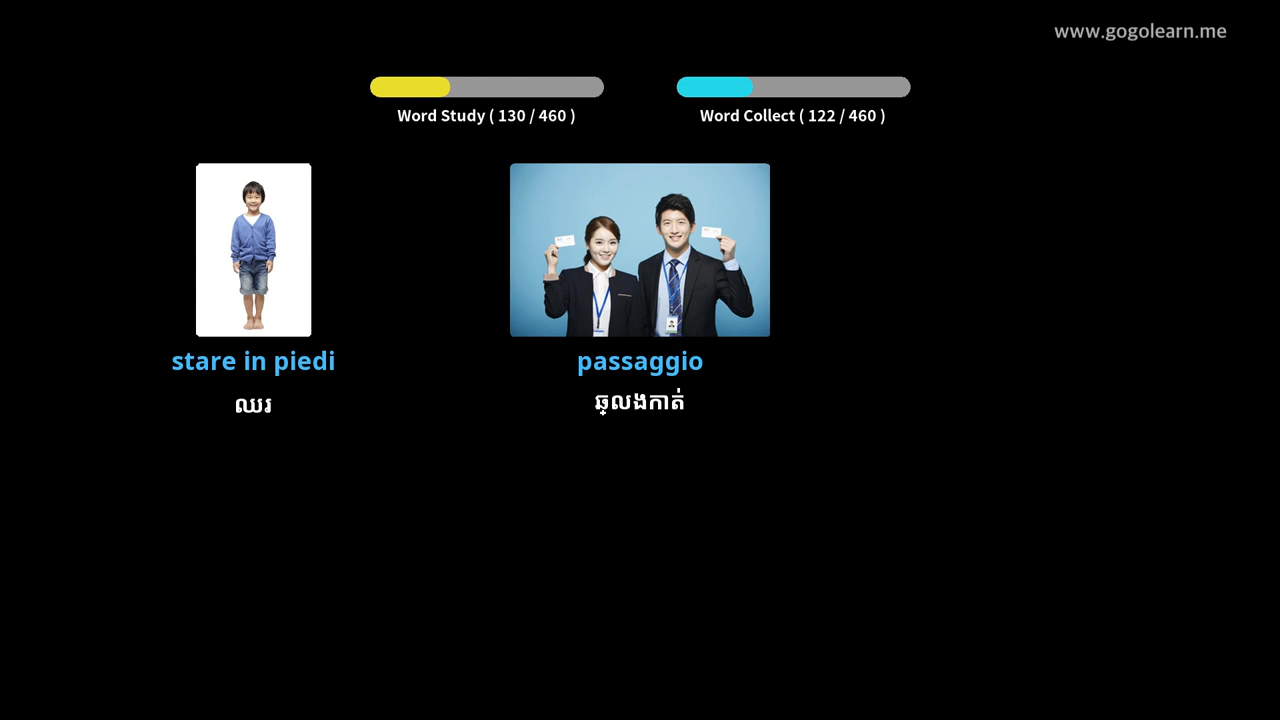 www.gogolearn.me
Word Study ( 130 / 460 )
Word Collect ( 122 / 460 )
stare in piedi
ឈរ
passaggio
ឆ្លងកាត់